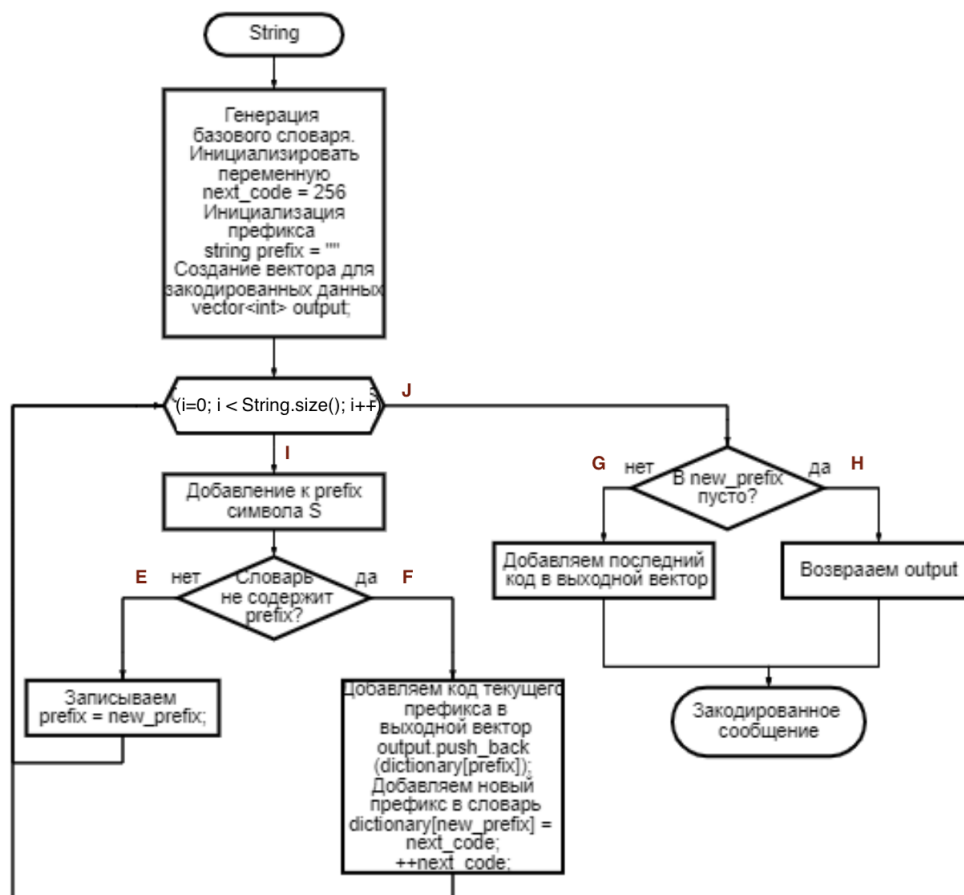 String
Генерация
базового словаря.
Инициализировать
переменную
next_code = 256
Инициализация
префикса
string prefix = ""
Создание вектора для
закодированных данных
vector<int> output;
(i=0; i < String.size(); i++)
J
I
Добавление к prefix
символа S
E
нет
Словарь
не содержит
prefix?
да
F
Записываем
prefix = new_prefix;
Добавляем код текущего
префикса в
выходной вектор
output.push_back
(dictionary[prefix]);
Добавляем новый
префикс в словарь
dictionary[new_prefix] =
next_code;
++next_code;
G
нет
В new_prefix
пусто?
да
H
Добавляем последний
код в выходной вектор
Возврааем output
Закодированное
сообщение